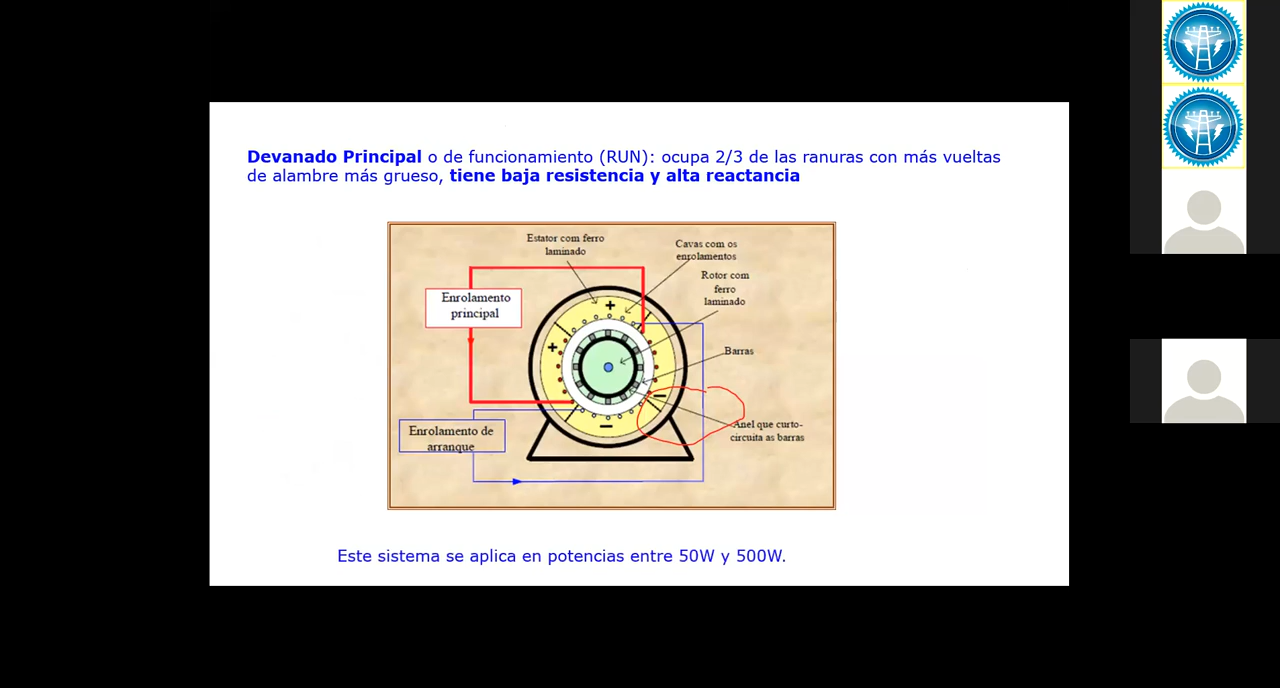 Devanado Principal o de funcionamiento (RUN): ocupa 2/3 de las ranuras con más vueltas
de alambre más grueso, tiene baja resistencia y alta reactancia
Estator com ferro
laminado
Cavas com os
enrolamentos
Rotor com
ferro
laminado
Enrolamento
principal
+
+
Barras
Enrolamento de
arranque
Anel que curto-
circuita as barras
Este sistema se aplica en potencias entre 50W y 500W.